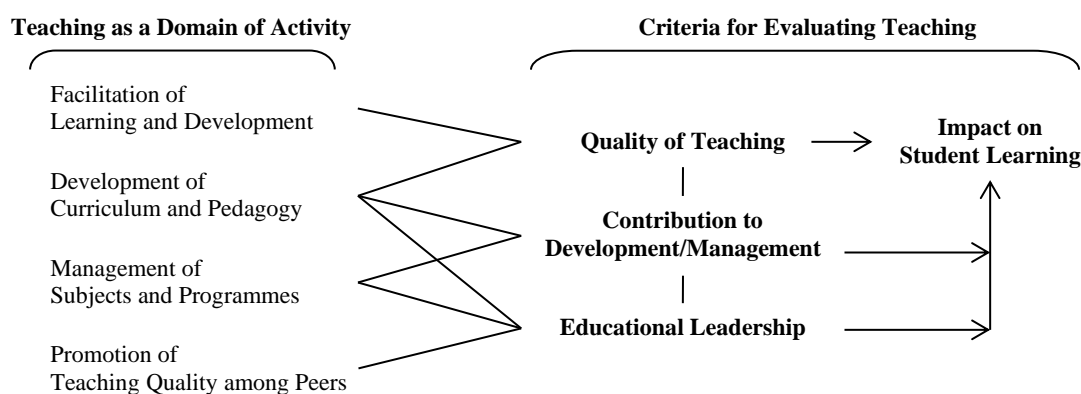 Teaching as a Domain of Activity
Criteria for Evaluating Teaching
Facilitation of
Learning and Development
Development of
Curriculum and Pedagogy
Management of
Subjects and Programmes
Promotion of
Teaching Quality among Peers
Quality of Teaching
Contribution to
Development/Management
Educational Leadership
Impact on
Student Learning